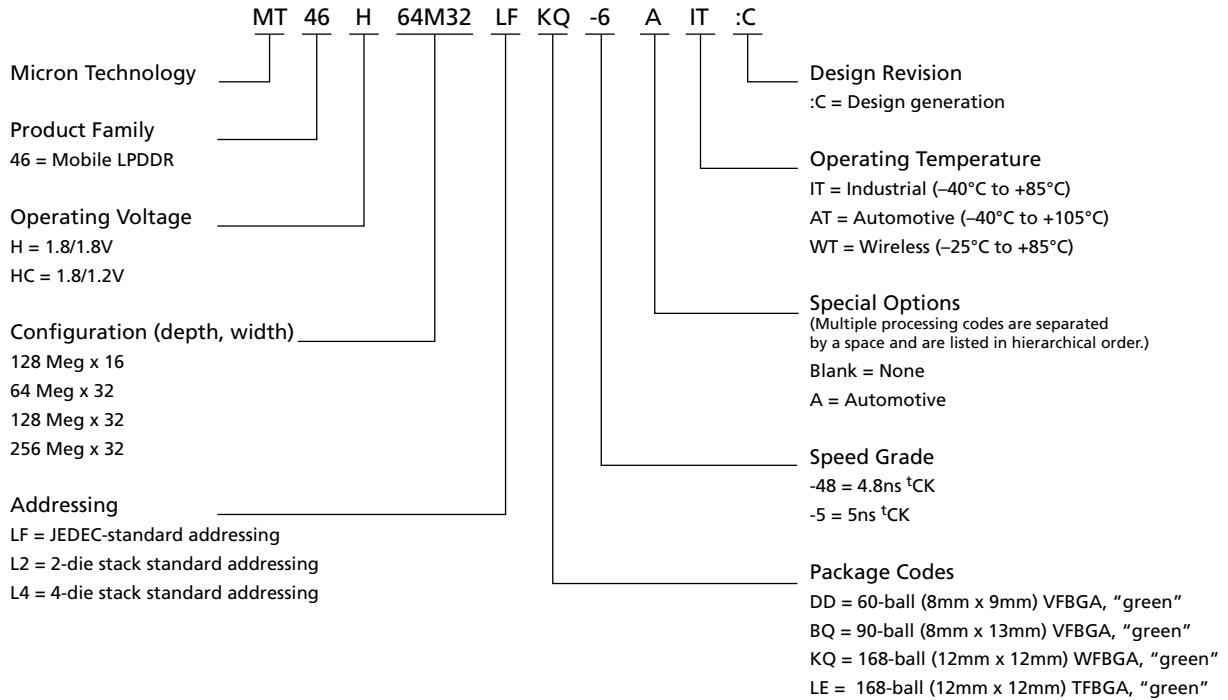 MT 46 H 64M32 LF KQ -6 A IT :C
Micron Technology
Product Family
46 = Mobile LPDDR
Operating Voltage
H = 1.8/1.8V
HC = 1.8/1.2V
Configuration (depth, width)
128 Meg x 16
64 Meg x 32
128 Meg x 32
256 Meg x 32
Addressing
LF = JEDEC-standard addressing
L2 = 2-die stack standard addressing
L4 = 4-die stack standard addressing
Design Revision
:C = Design generation
Operating Temperature
IT = Industrial (–40°C to +85°C)
AT = Automotive (–40°C to +105°C)
WT = Wireless (–25°C to +85°C)
Special Options
(Multiple processing codes are separated
by a space and are listed in hierarchical order.)
Blank = None
A = Automotive
Speed Grade
-48 = 4.8ns tCK
-5 = 5ns tCK
Package Codes
DD = 60-ball (8mm x 9mm) VFBGA, “green”
BQ = 90-ball (8mm x 13mm) VFBGA, “green”
KQ = 168-ball (12mm x 12mm) WFBGA, “green”
LE = 168-ball (12mm x 12mm) TFBGA, “green”